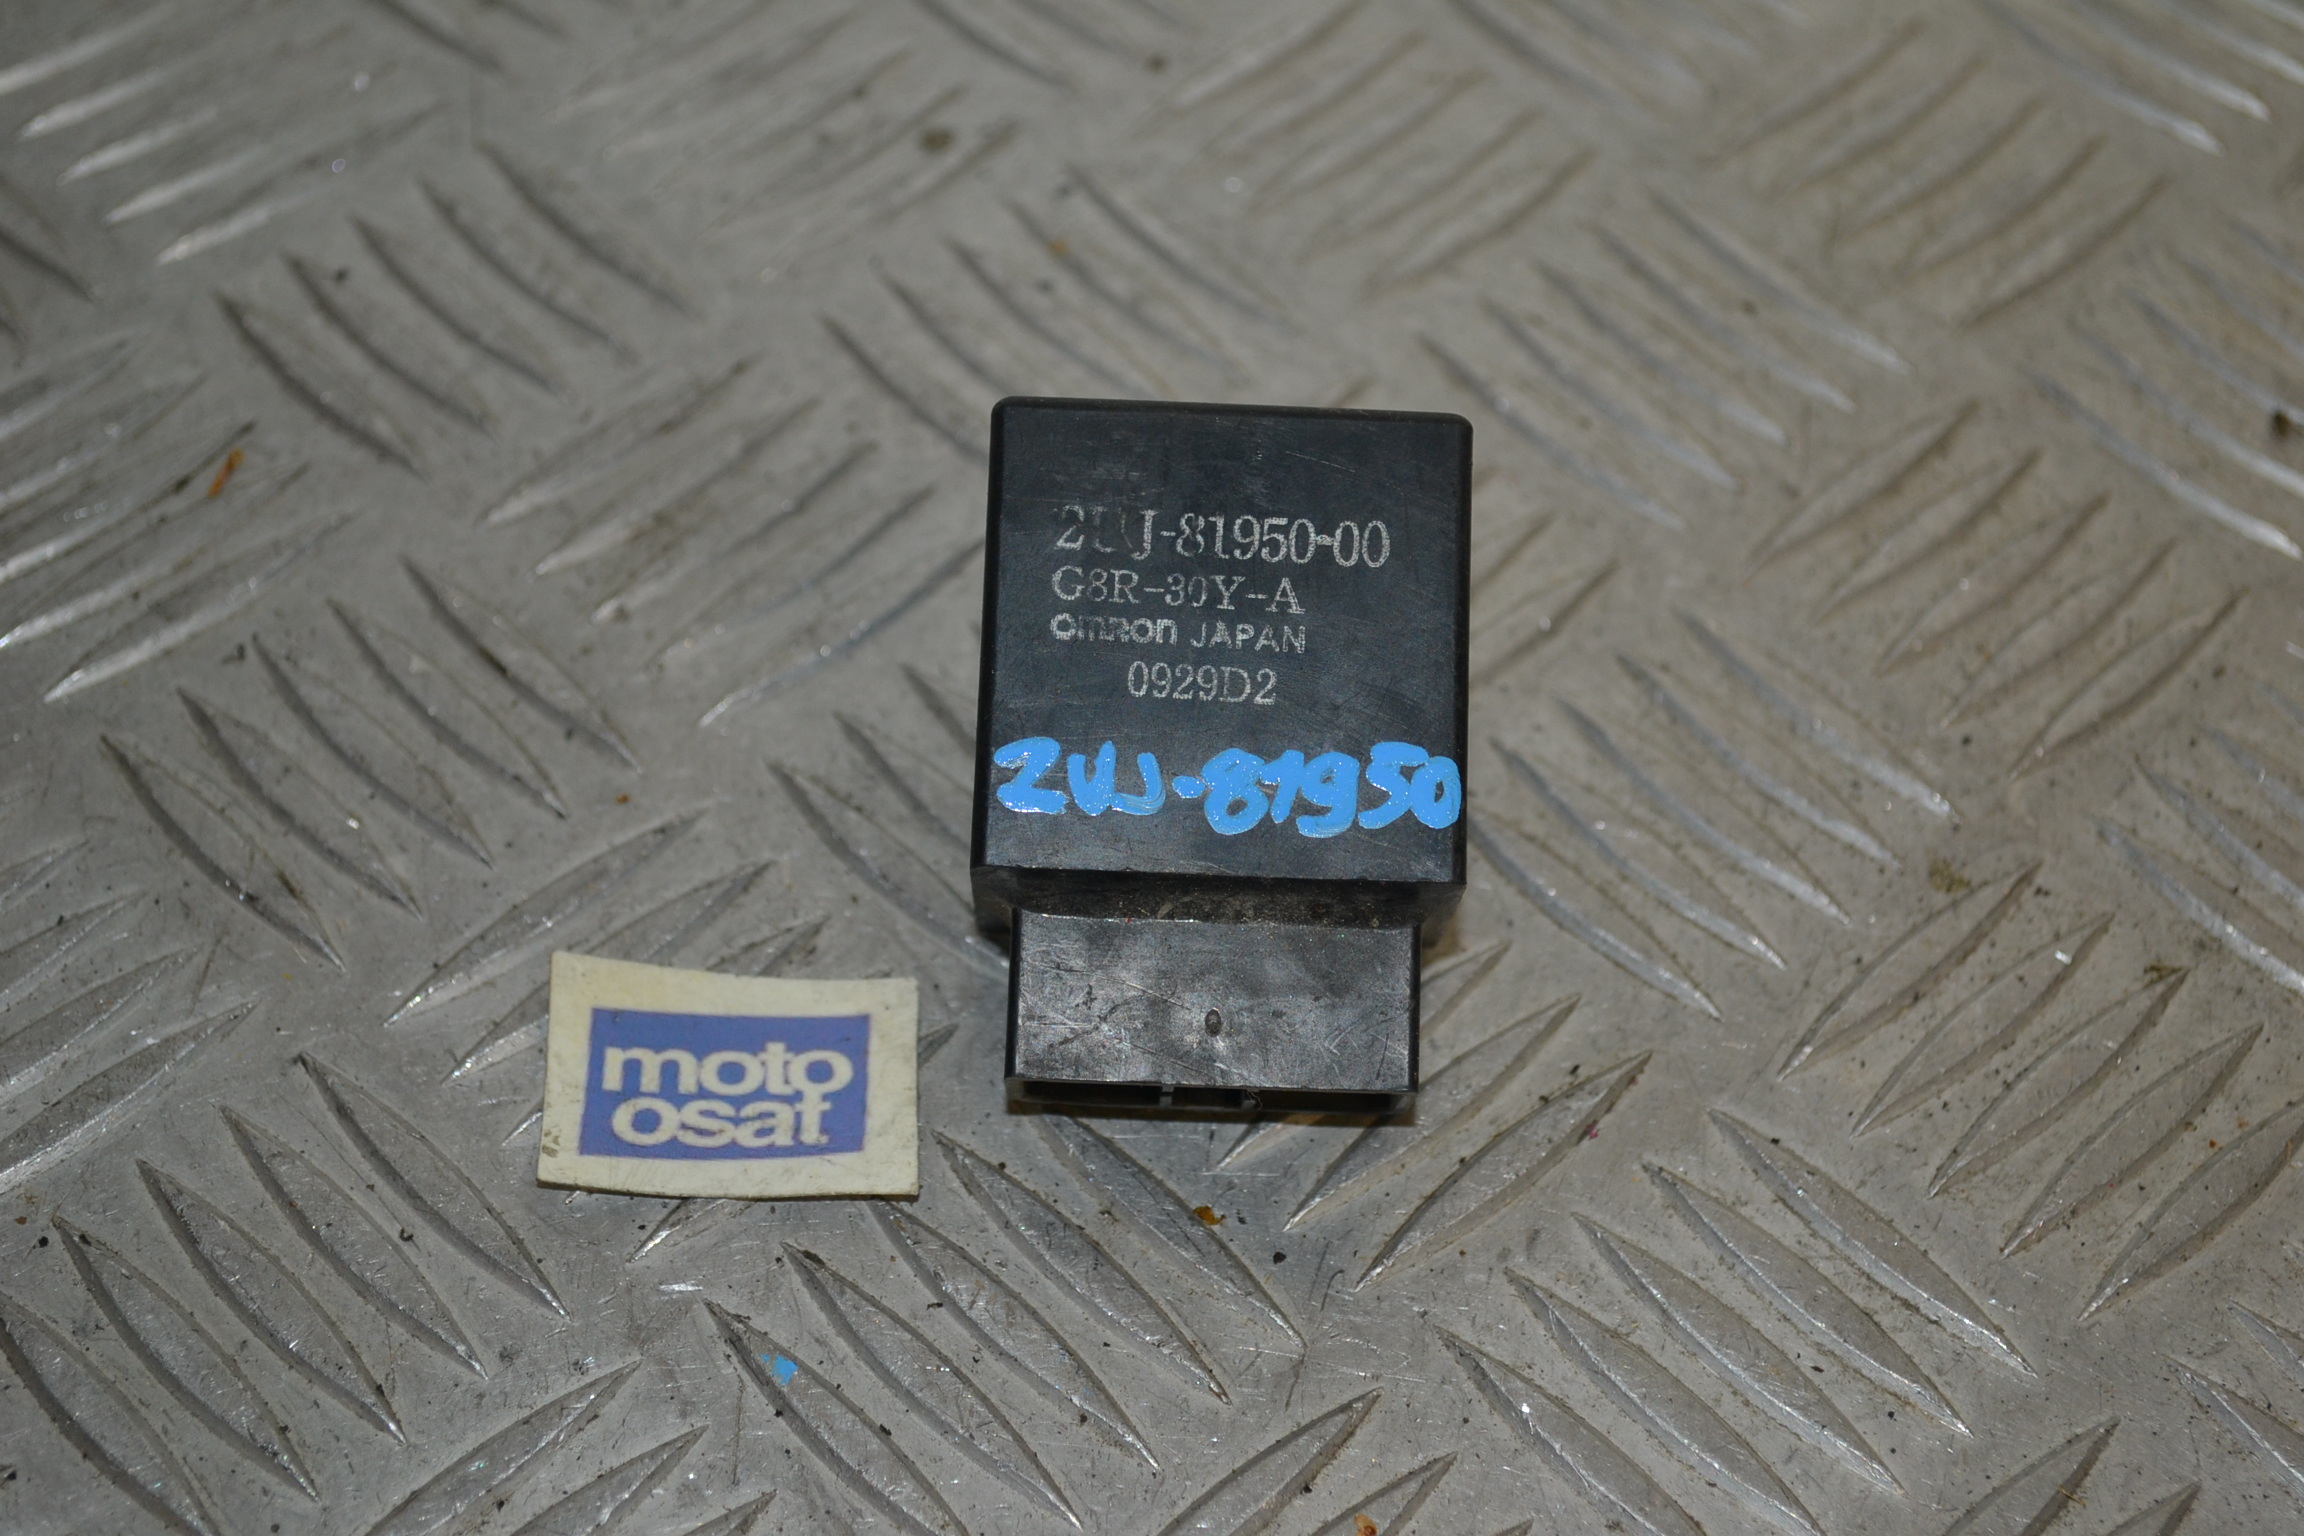 2UJ-81950-00
G8R-30Y-A
OMRON JAPAN
0929D2
2UJ-81950
moto
osat